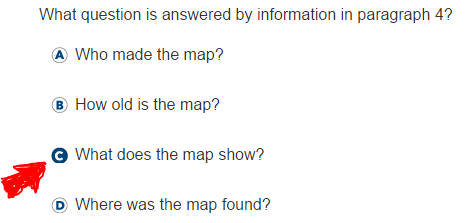 What question is answered by information in paragraph 4?
A Who made the map?
B How old is the map?
C What does the map show?
D Where was the map found?